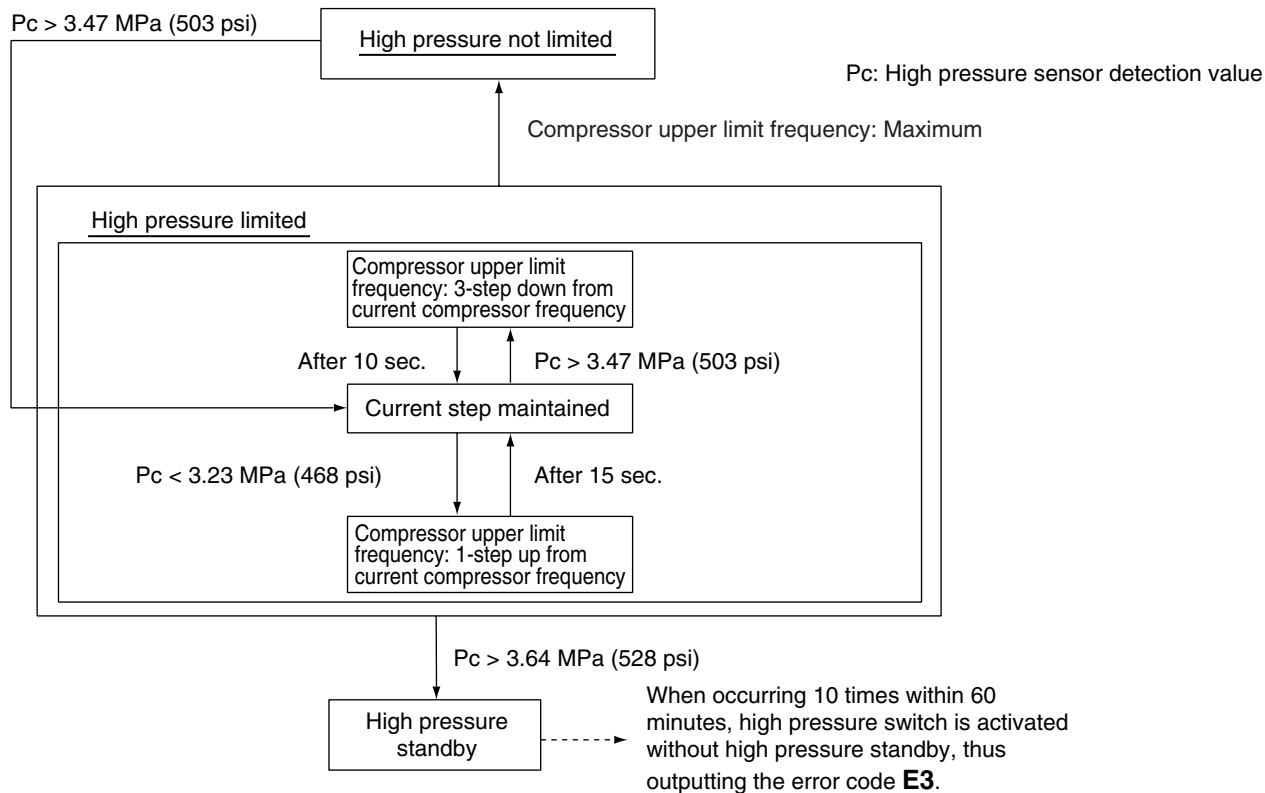 Pc > 3.47 MPa (503 psi)
High pressure not limited
Pc: High pressure sensor detection value
Compressor upper limit frequency: Maximum
High pressure limited
Compressor upper limit
frequency: 3-step down from
current compressor frequency
After 10 sec.
Pc > 3.47 MPa (503 psi)
Current step maintained
Pc < 3.23 MPa (468 psi)
After 15 sec.
Compressor upper limit
frequency: 1-step up from
current compressor frequency
Pc > 3.64 MPa (528 psi)
High pressure
standby
When occurring 10 times within 60
minutes, high pressure switch is activated
without high pressure standby, thus
outputting the error code E3.